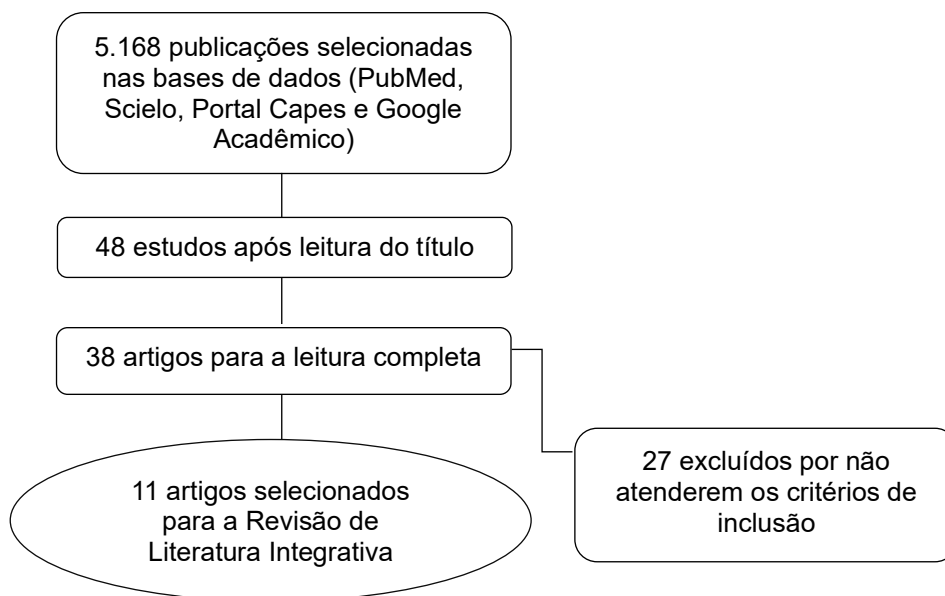 5.168 publicações selecionadas
nas bases de dados (PubMed,
Scielo, Portal Capes e Google
Acadêmico)
48 estudos após leitura do título
38 artigos para a leitura completa
27 excluídos por não
atenderem os critérios de
inclusão
11 artigos selecionados
para a Revisão de
Literatura Integrativa